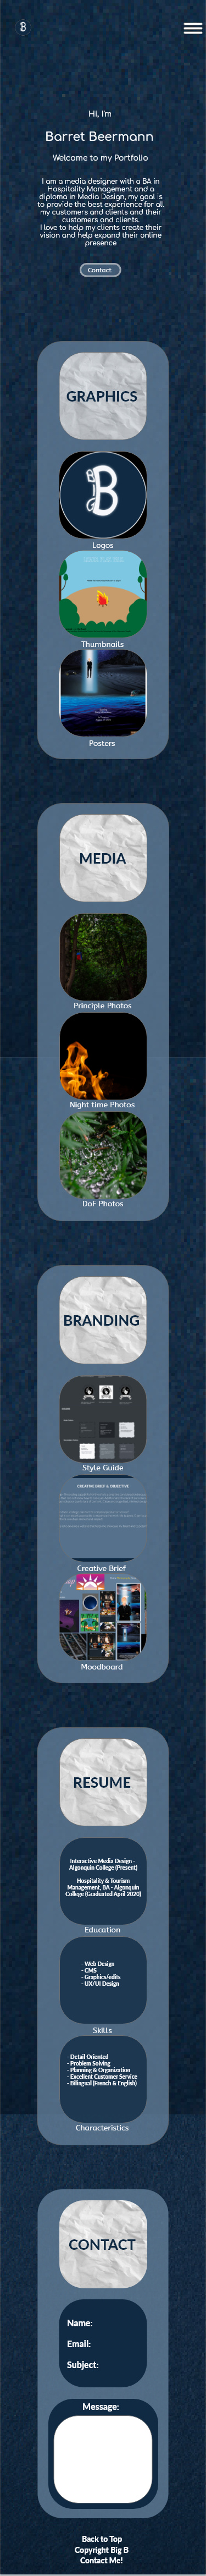 B
Hi, I'm
Barret Beermann
Welcome to my Portfolio
I am a media designer with a BA in
Hospitality Management and a
diploma in Media Design, my goal is
to provide the best experience for all
my customers and clients and their
customers and clients.
I love to help my clients create their
vision and help expand their online
presence
Contact
GRAPHICS
B
Logos
Thumbnails
Posters
MEDIA
Principle Photos
Night time Photos
DoF Photos
BRANDING
Style Guide
CREATIVE BRIEF & OBJECTIVE
Creative Brief
Moodboard
RESUME
Interactive Media Design -
Algonquin College (Present)
Hospitality & Tourism
Management, BA - Algonquin
College (Graduated April 2020)
Education
- Web Design
- CMS
- Graphics/edits
- UX/UI Design
Skills
- Detail Oriented
- Problem Solving
- Planning & Organization
- Excellent Customer Service
- Bilingual (French & English)
Characteristics
CONTACT
Name:
Email:
Subject:
Message:
Back to Top
Copyright Big B
Contact Me!